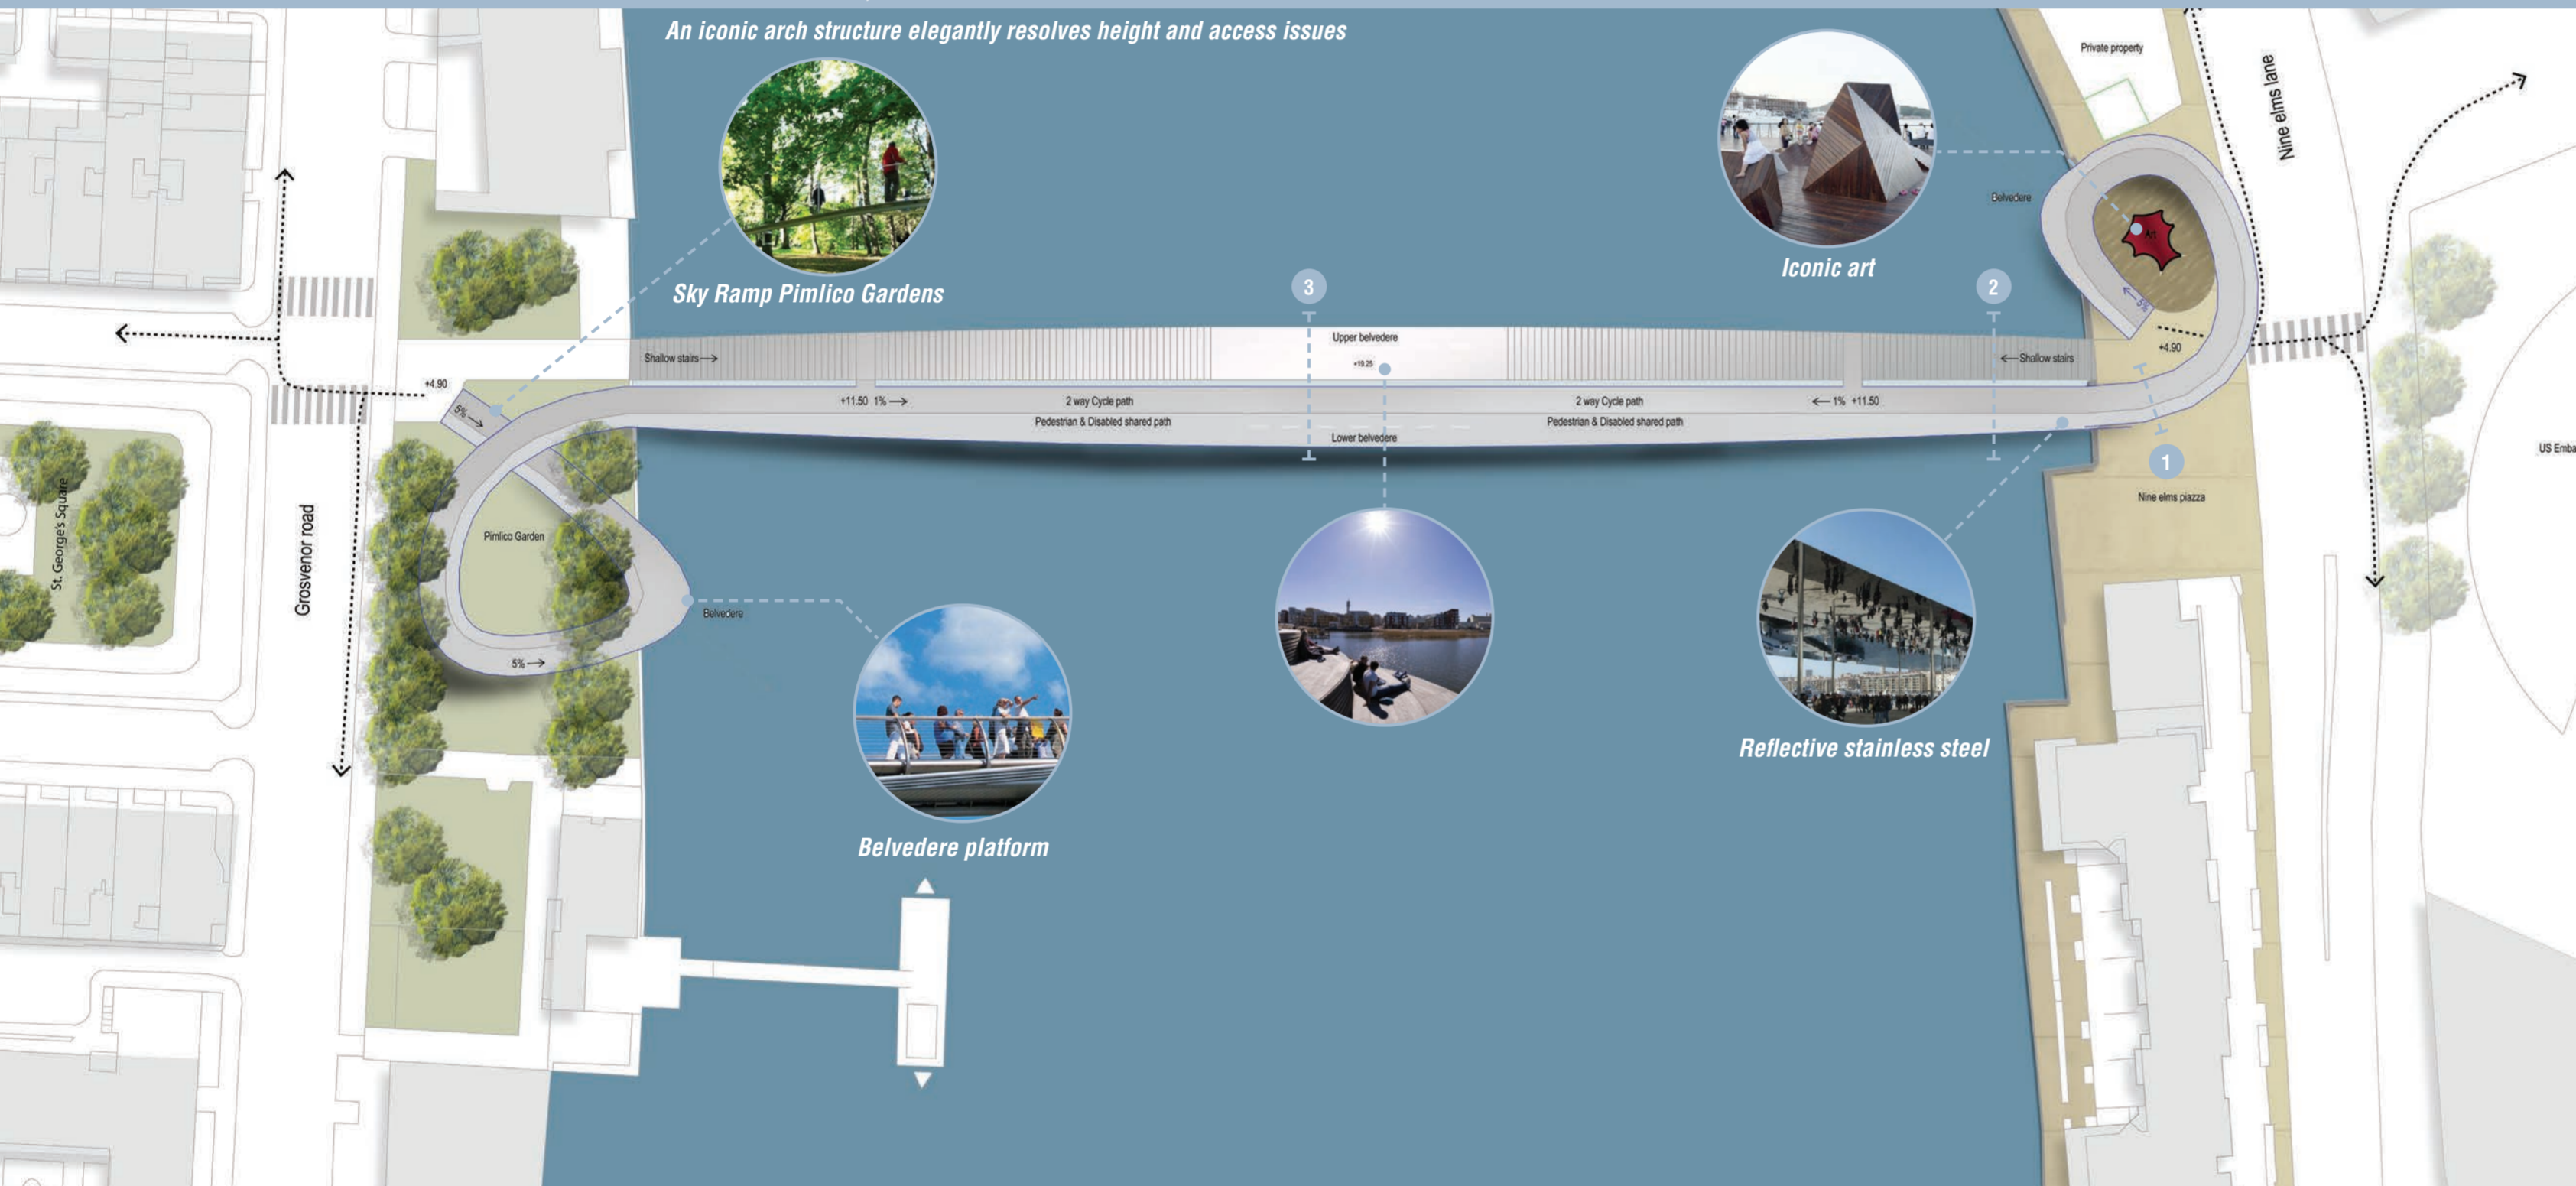 An iconic arch structure elegantly resolves height and access issues
Private property
Nine elms lane
Belvedere
Art
Iconic art
Sky Ramp Pimlico Gardens
3
2
5%
Upper belvedere
+19.25
Shallow stairs
Shallow stairs
+4.90
+4.90
5%
+11.50 1%
2 way Cycle path
2 way Cycle path
1% +11.50
Pedestrian & Disabled shared path
Pedestrian & Disabled shared path
Lower belvedere
US Emba
1
Nine elms piazza
St. George's Square
Grosvenor road
Pimlico Garden
Belvedere
5%
Reflective stainless steel
Belvedere platform